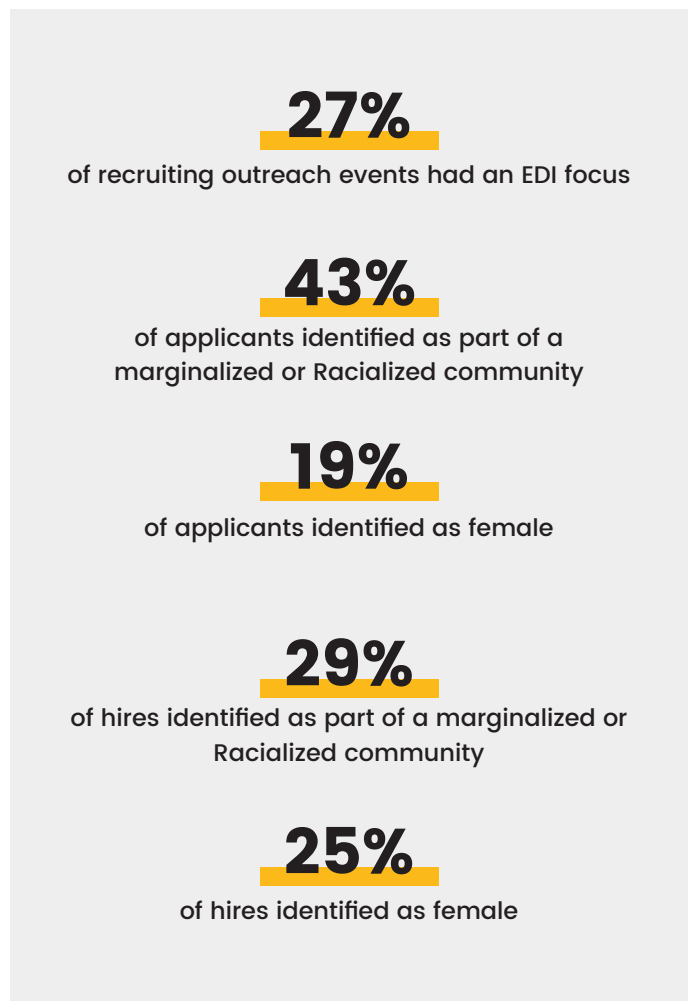 27%
of recruiting outreach events had an EDI focus
43%
of applicants identified as part of a
marginalized or Racialized community
19%
of applicants identified as female
29%
of hires identified as part of a marginalized or
Racialized community
25%
of hires identified as female